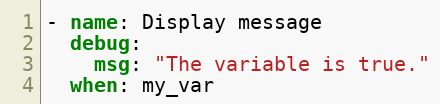 1 - name: Display message
2   debug:
3     msg: "The variable is true."
4   when: my_var